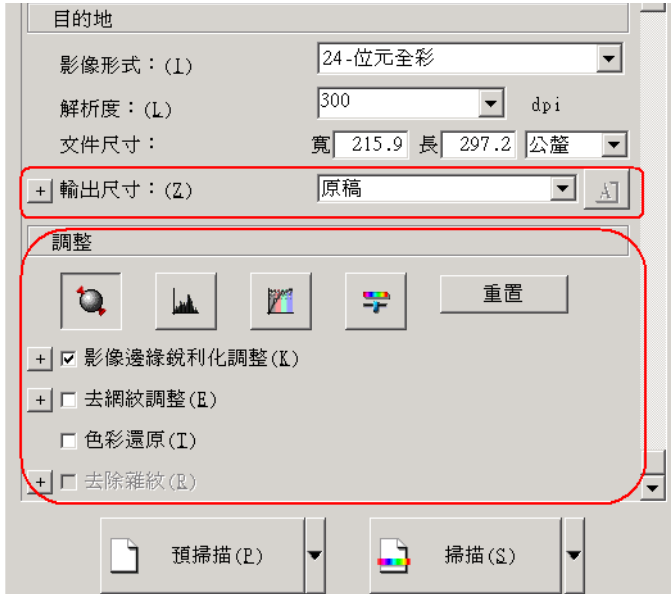 目的地
影像形式：(I) 24-位元全彩
解析度：(L) 300 dpi
文件尺寸： 寬 215.9 長 297.2 公釐
+ 輸出尺寸：(Z) 原稿 A
調整
重置
+ 影像邊緣銳利化調整(K)
+ 去網紋調整(E)
色彩還原(T)
+ 去除雜紋(R)
預掃描(P) 掃描(S)